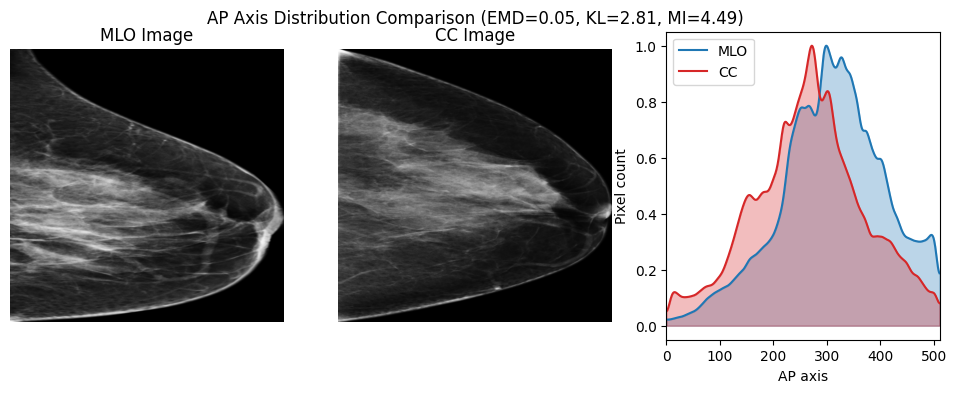 AP Axis Distribution Comparison (EMD=0.05, KL=2.81, MI=4.49)
MLO Image
CC Image
MLO
CC
Pixel count
1.0
0.8
0.6
0.4
0.2
0.0
0 100 200 300 400 500
AP axis